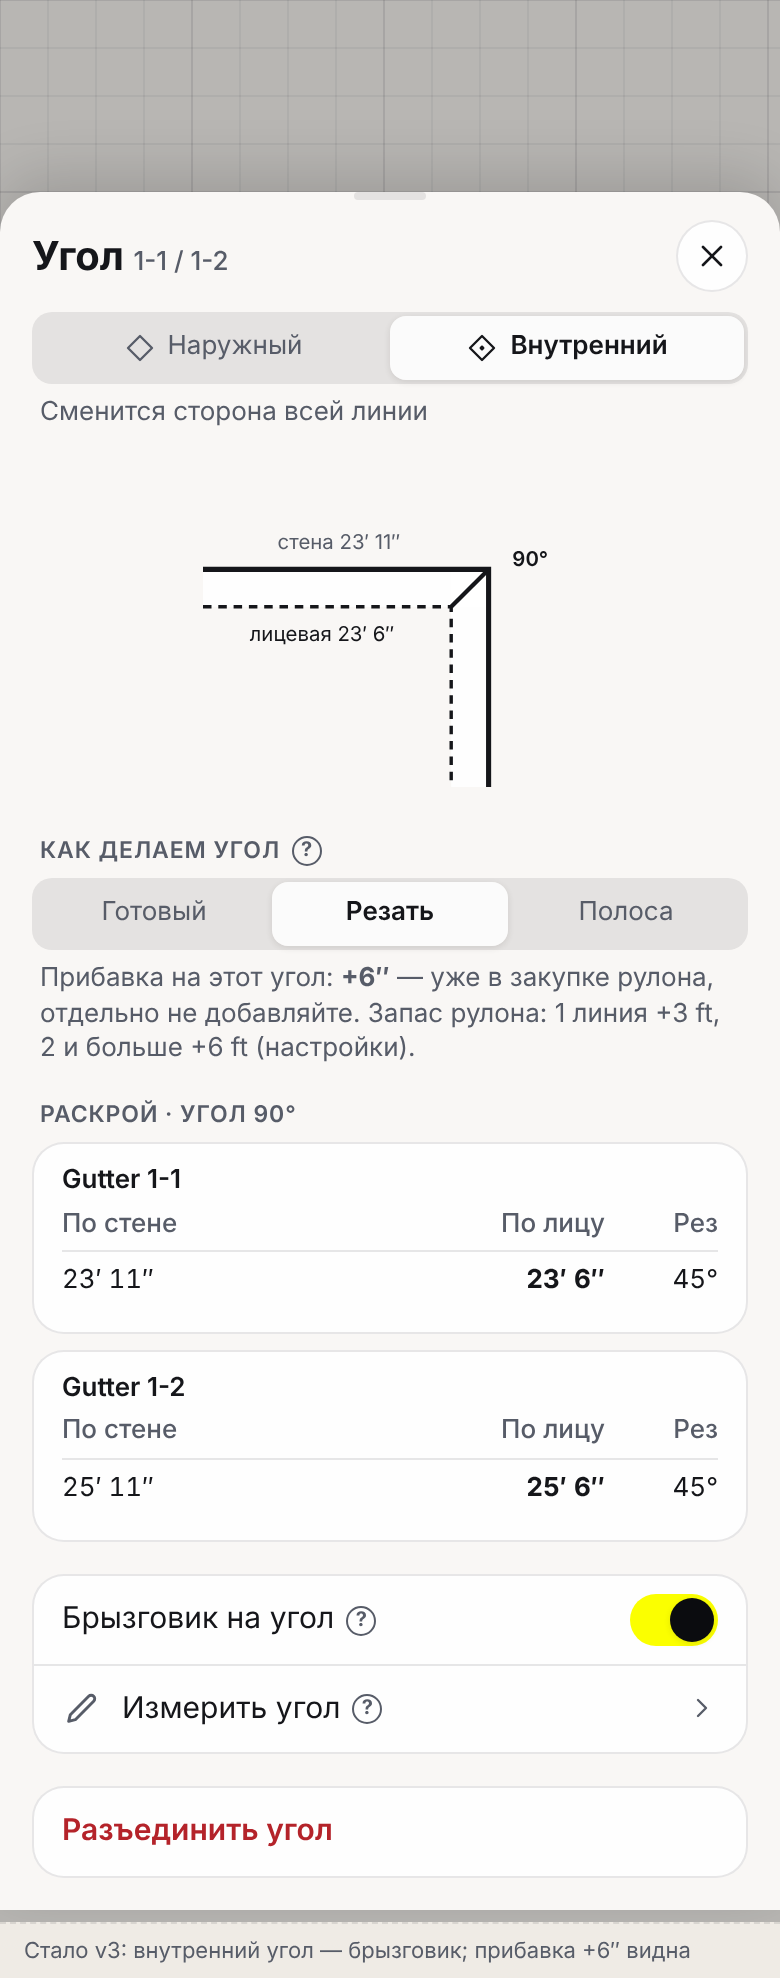 Угол 1-1 / 1-2
Наружный Внутренний
Сменится сторона всей линии
стена 23′ 11″
90°
лицевая 23′ 6″
КАК ДЕЛАЕМ УГОЛ ?
Готовый Резать Полоса
Прибавка на этот угол: +6″ — уже в закупке рулона,
отдельно не добавляйте. Запас рулона: 1 линия +3 ft,
2 и больше +6 ft (настройки).
РАСКРОЙ · УГОЛ 90°
Gutter 1-1
По стене По лицу Рез
23′ 11″ 23′ 6″ 45°
Gutter 1-2
По стене По лицу Рез
25′ 11″ 25′ 6″ 45°
Брызговик на угол ?
Измерить угол ?
Разъединить угол
Стало v3: внутренний угол — брызговик; прибавка +6″ видна